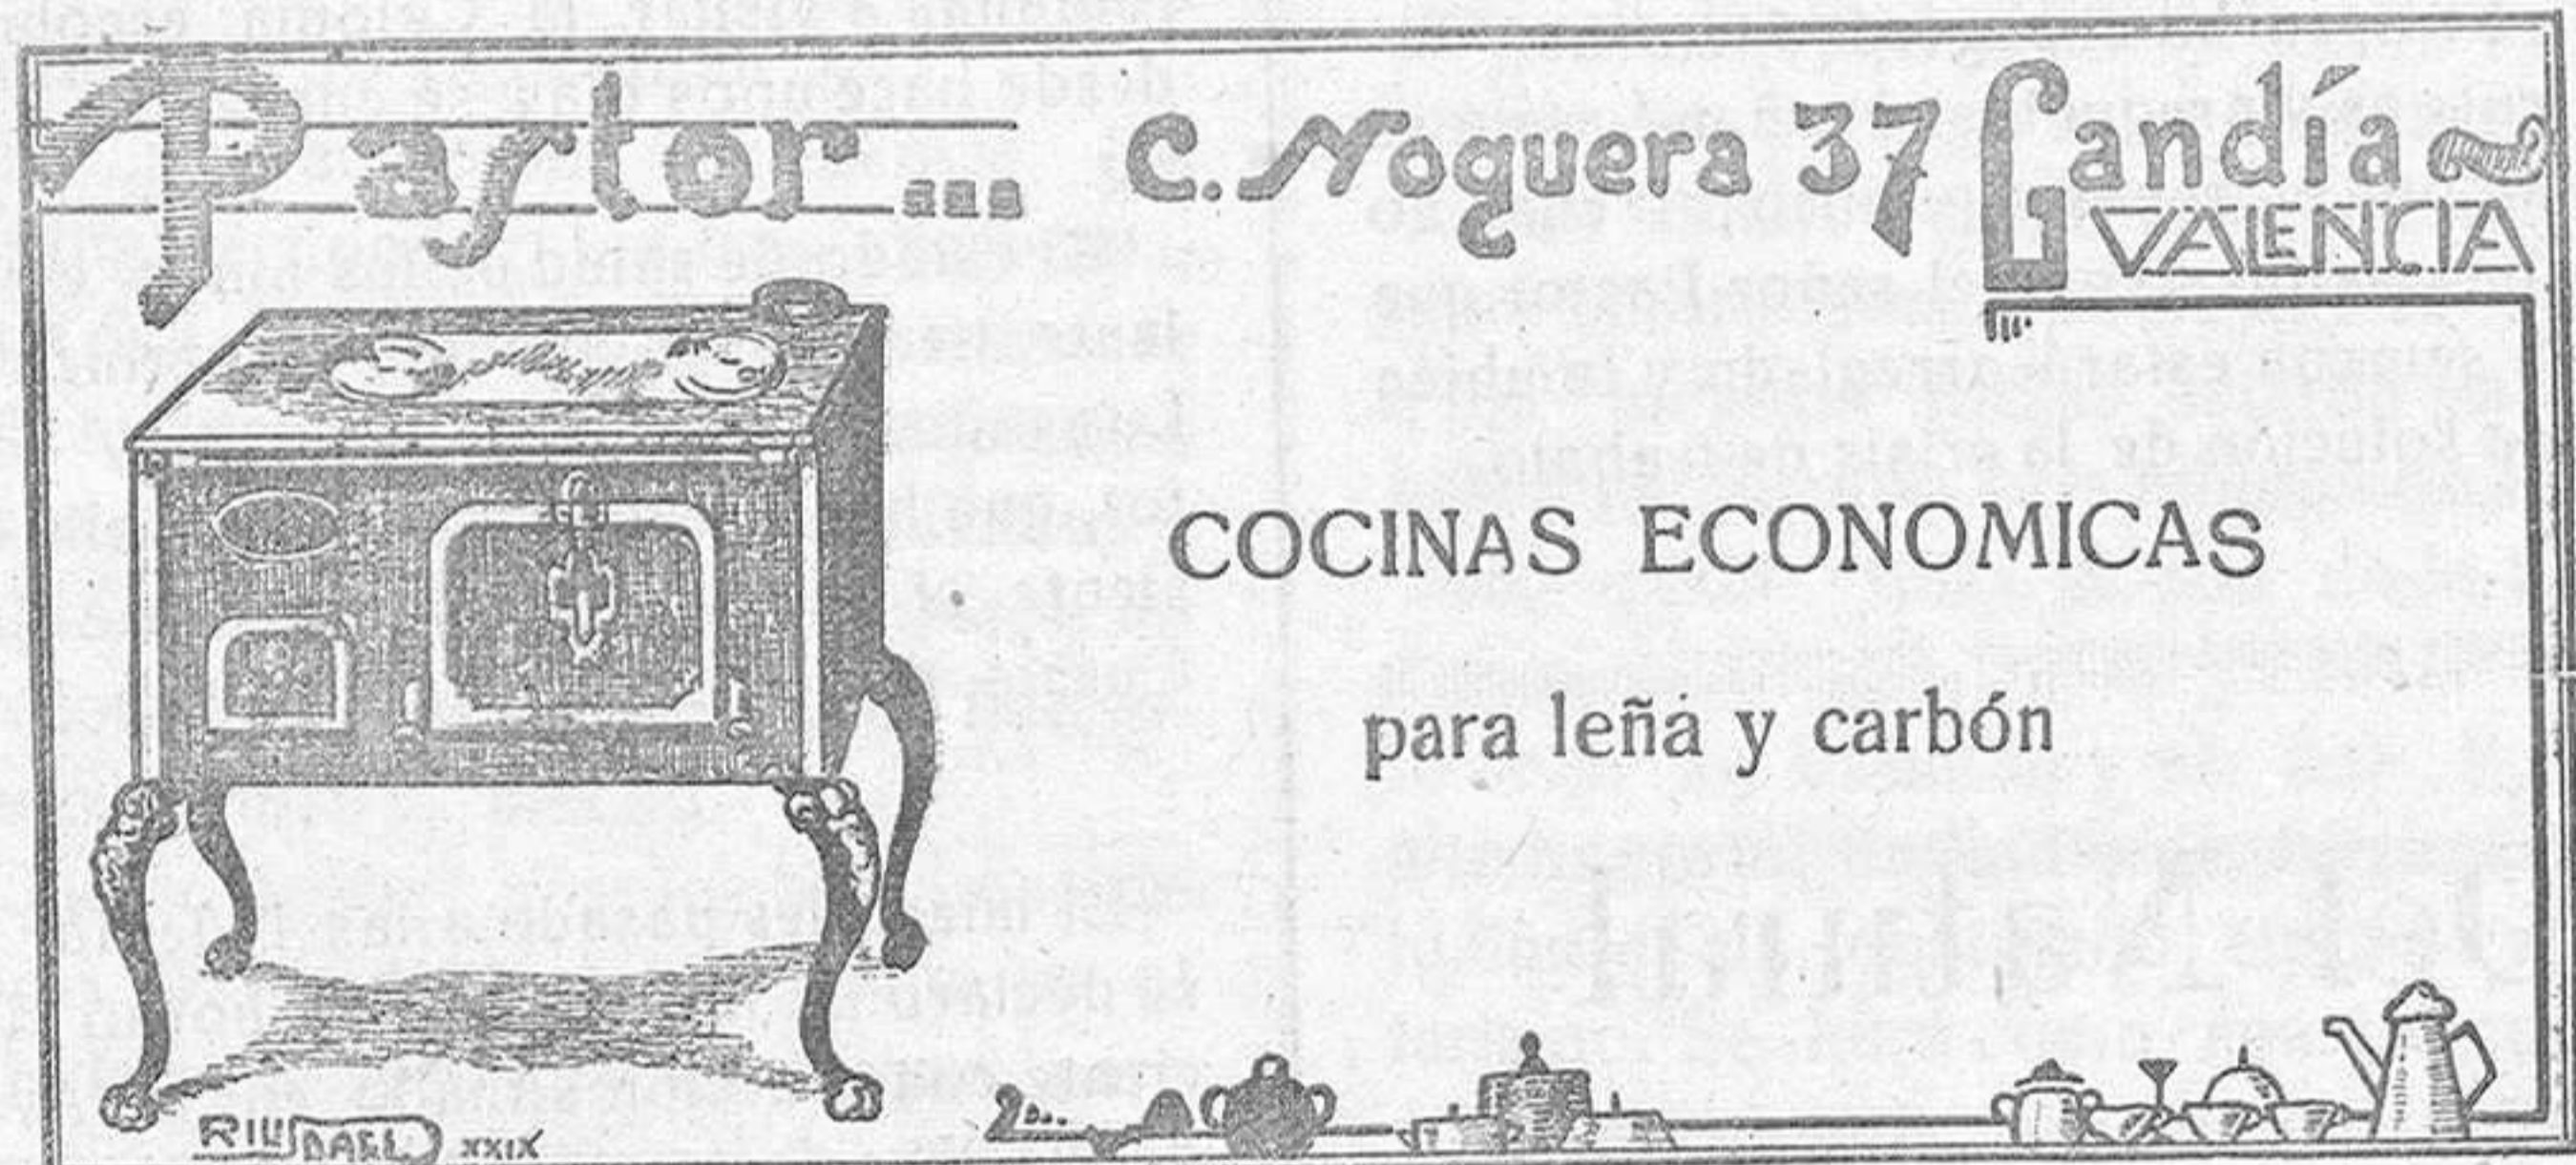 Pastor... C. Noguera 37 Gandía
VALENCIA
COCINAS ECONOMICAS
para leña y carbón
XXIX